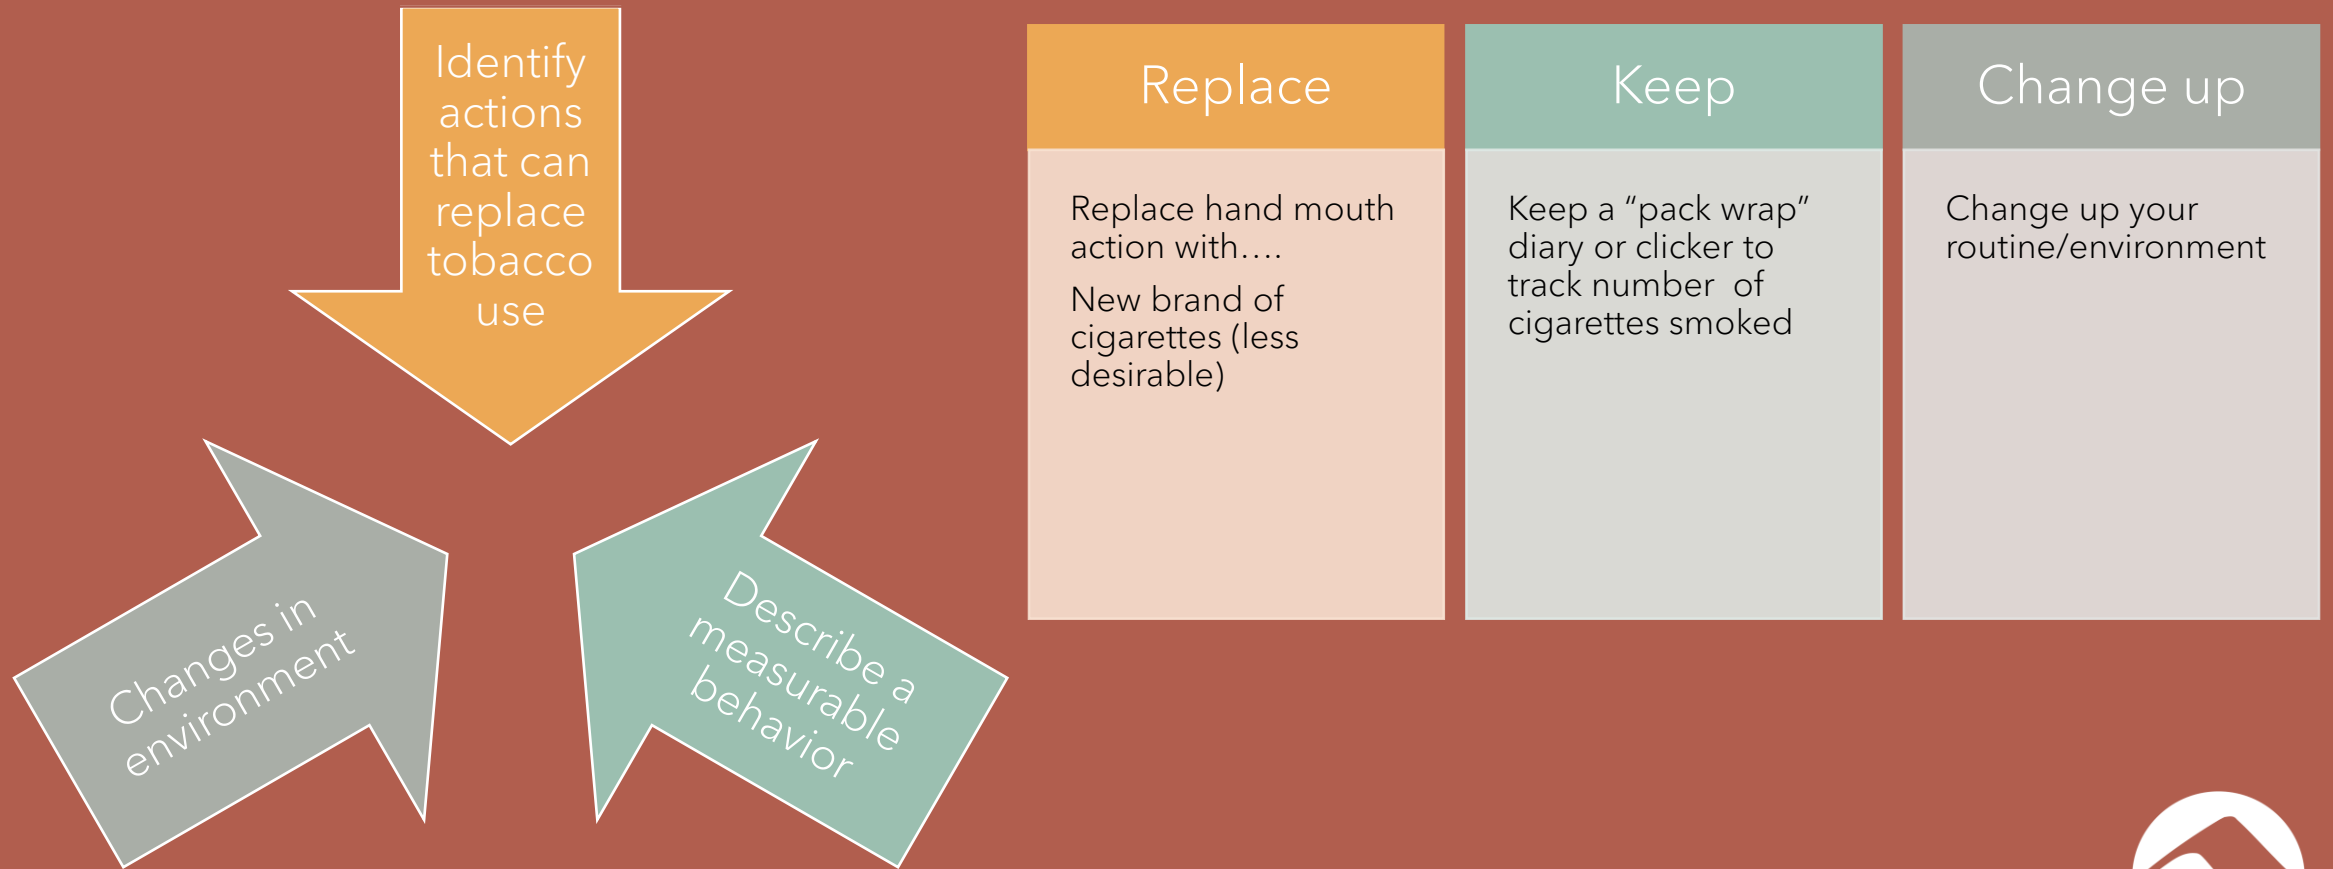 Identify
actions
that can
replace
tobacco
use
Changes in
environment
Describe a
measurable
behavior
Replace
Replace hand mouth
action with….
New brand of
cigarettes (less
desirable)
Keep
Keep a “pack wrap”
diary or clicker to
track number  of
cigarettes smoked
Change up
Change up your
routine/environment